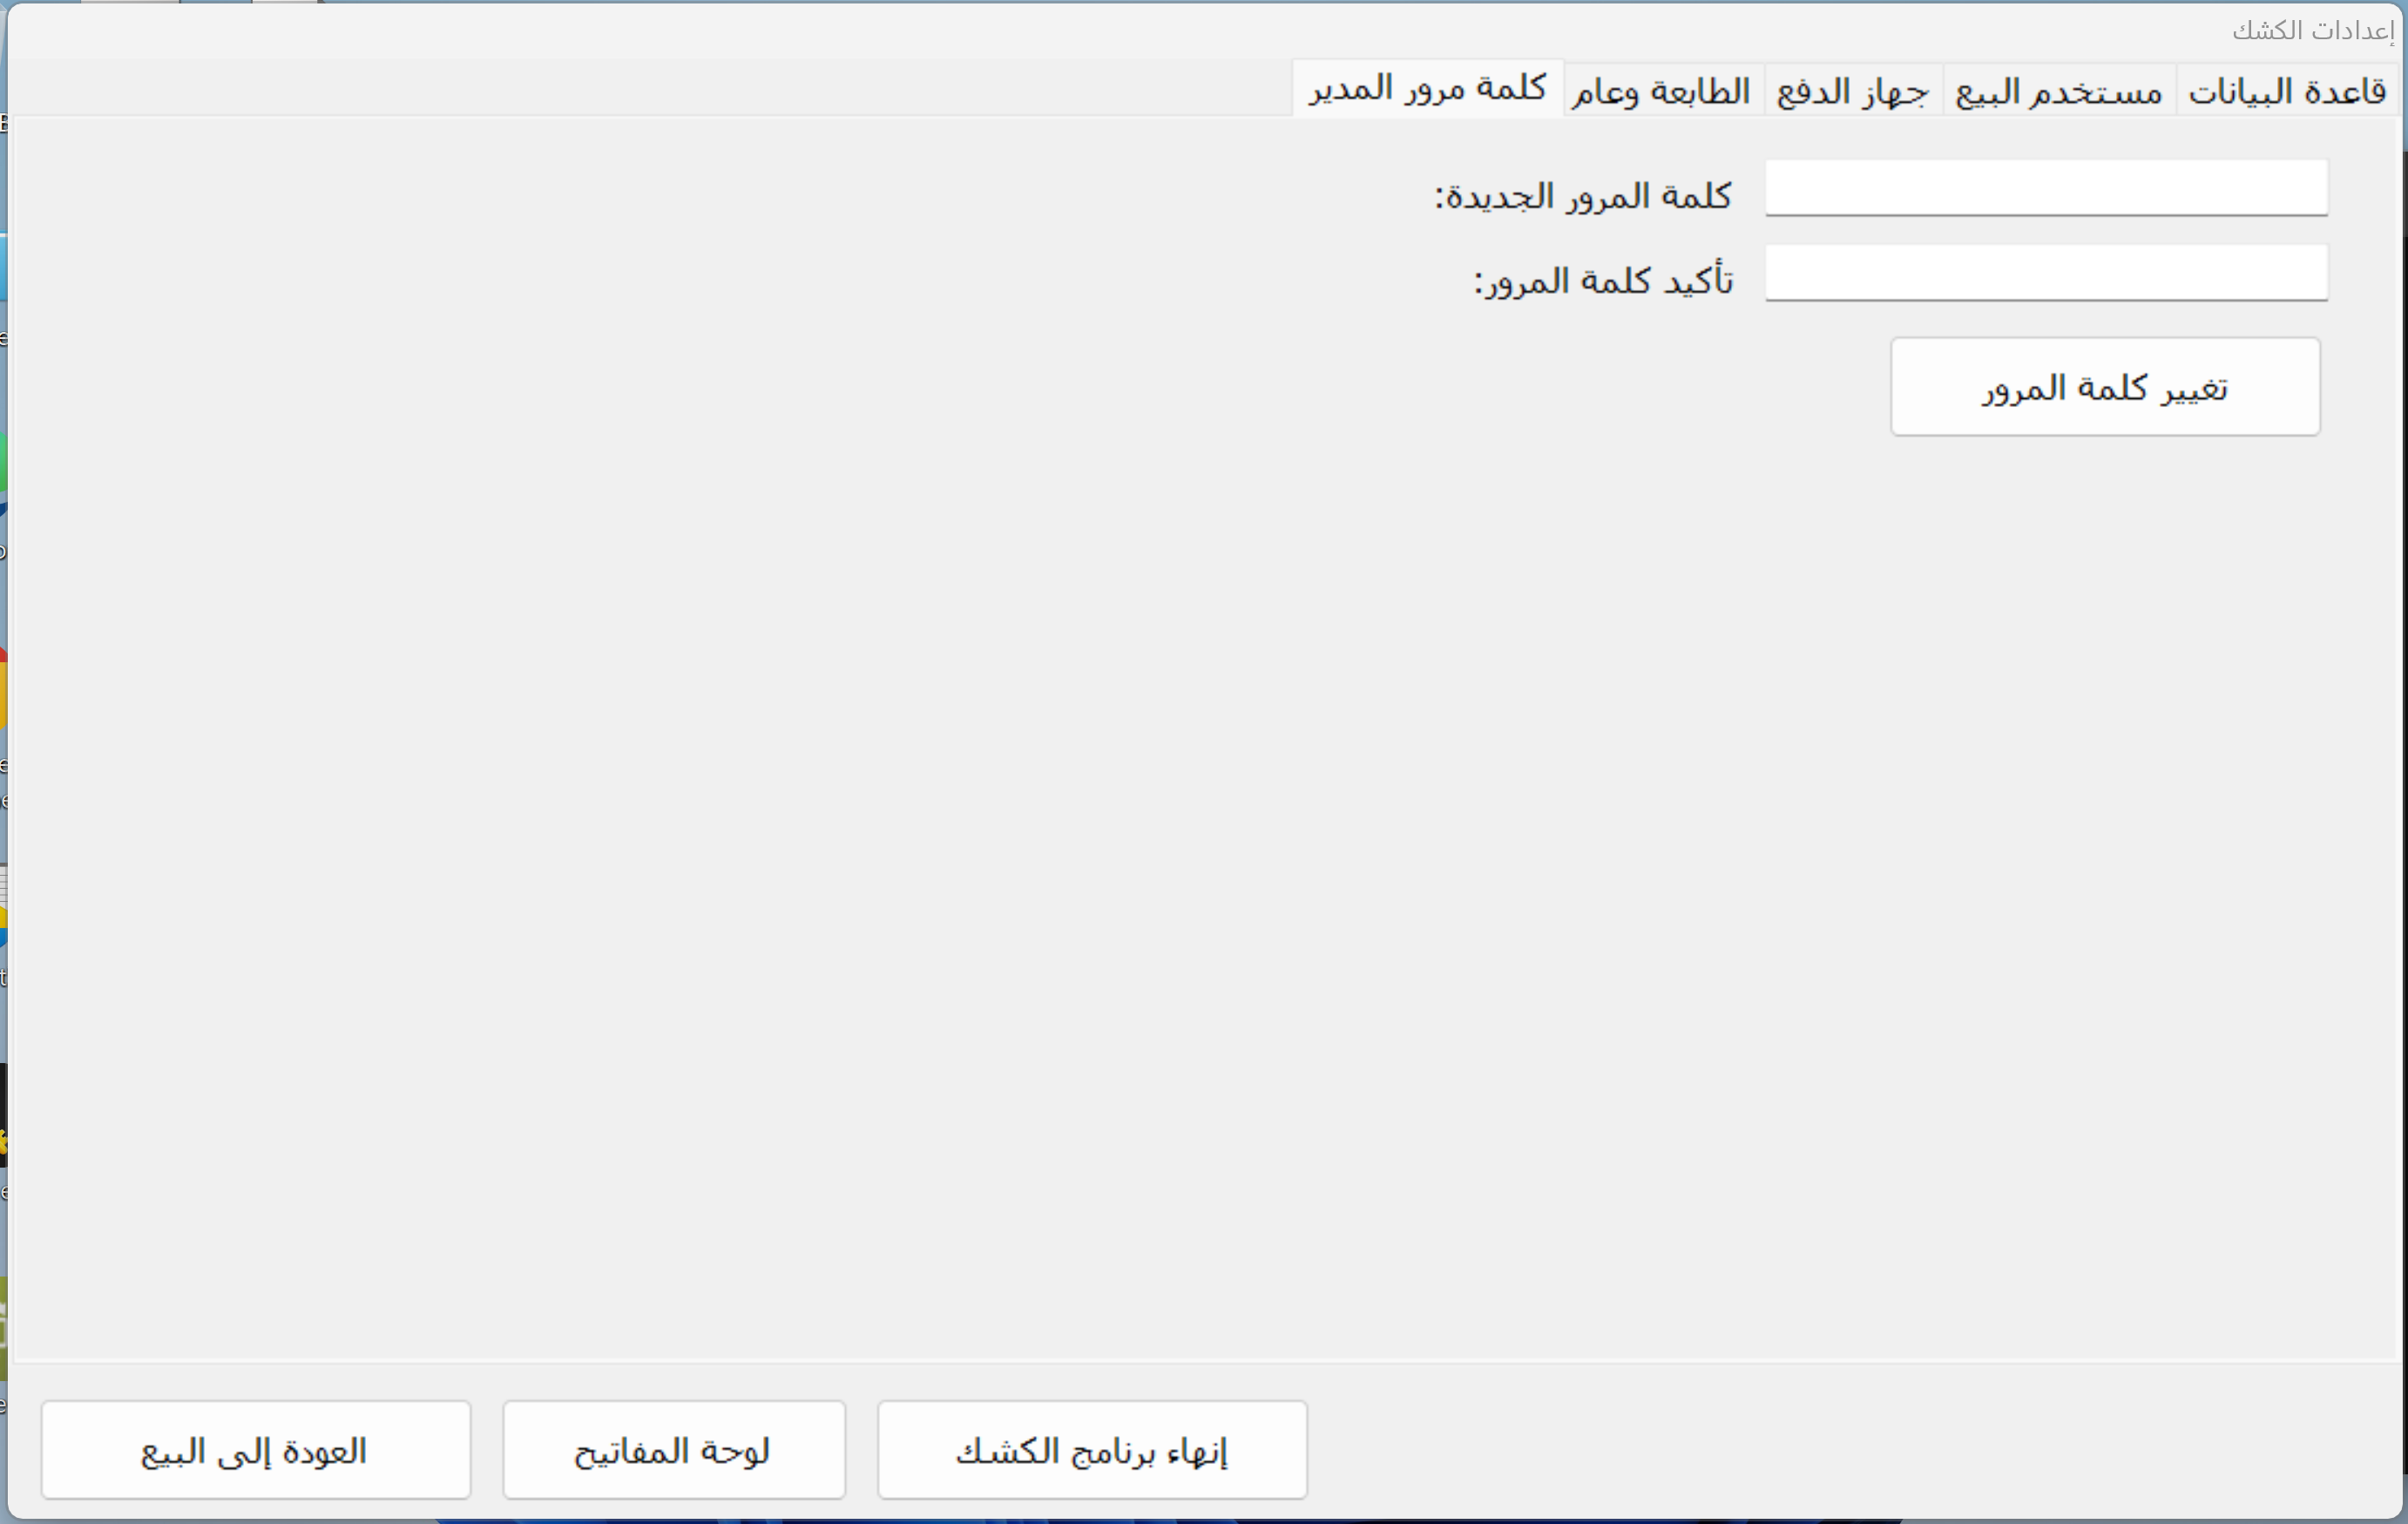 إعدادات الكشك
قاعدة البيانات مستخدم البيع جهاز الدفع الطابعة وعام كلمة مرور المدير
كلمة المرور الجديدة:
تأكيد كلمة المرور:
تغيير كلمة المرور
إنهاء برنامج الكشك لوحة المفاتيح العودة إلى البيع